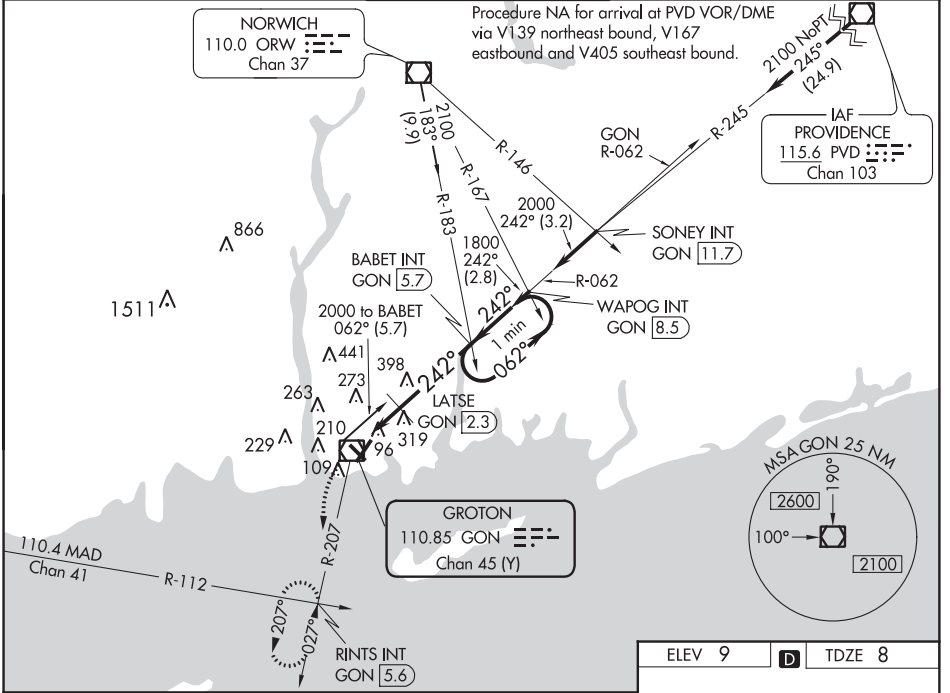 Procedure NA for arrival at PVD VOR/DME
via V139 northeast bound, V167
eastbound and V405 southeast bound.
NORWICH
110.0 ORW
Chan 37
2100 NoPT
245°
(24.9)
R-245
IAF
PROVIDENCE
115.6 PVD
Chan 103
2100
183°
(9.9)
R-183
R-167
R-146
GON
R-062
2000
242° (3.2)
SONEY INT
GON 11.7
1800
242°
(2.8)
R-062
WAPOG INT
GON 8.5
866
1511
BABET INT
GON 5.7
2000 to BABET
062° (5.7)
242°
1 min
062°
242°
441
398
273
263
210
229
109
319
96
LATSE
GON 2.3
GROTON
110.85 GON
Chan 45 (Y)
MSA GON 25 NM
190°
2600
100°
2100
110.4 MAD
Chan 41
R-112
R-207
207°
027°
RINTS INT
GON 5.6
ELEV 9
D
TDZE 8